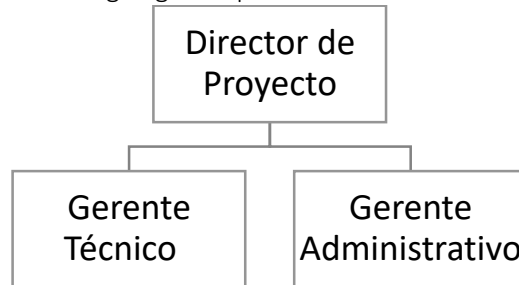 Director de
Proyecto
Gerente
Técnico
Gerente
Administrativo